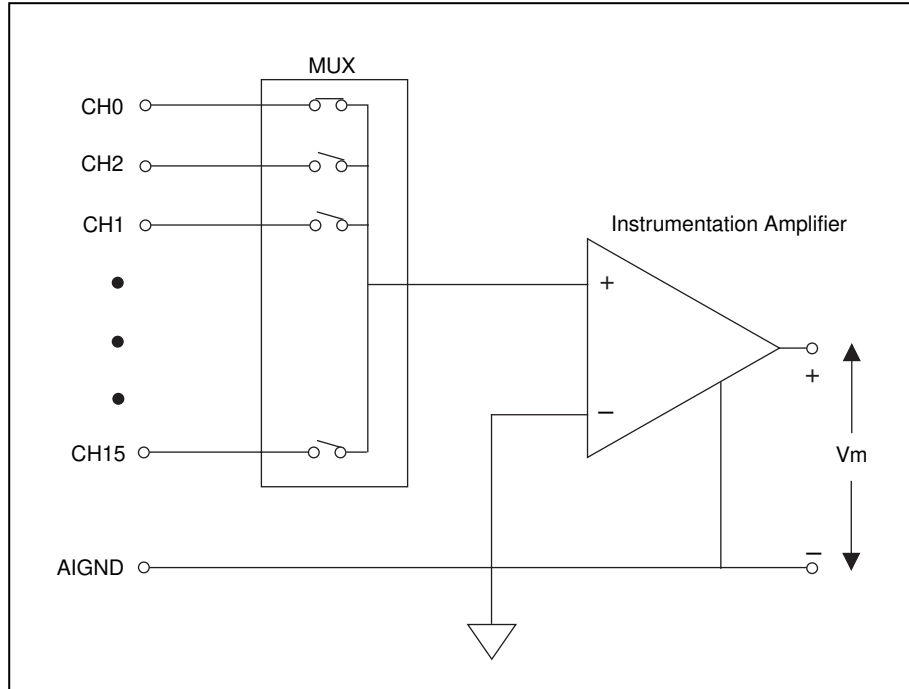 MUX
CH0
CH2
CH1
Instrumentation Amplifier
+
−
+
Vm
CH15
−
AIGND